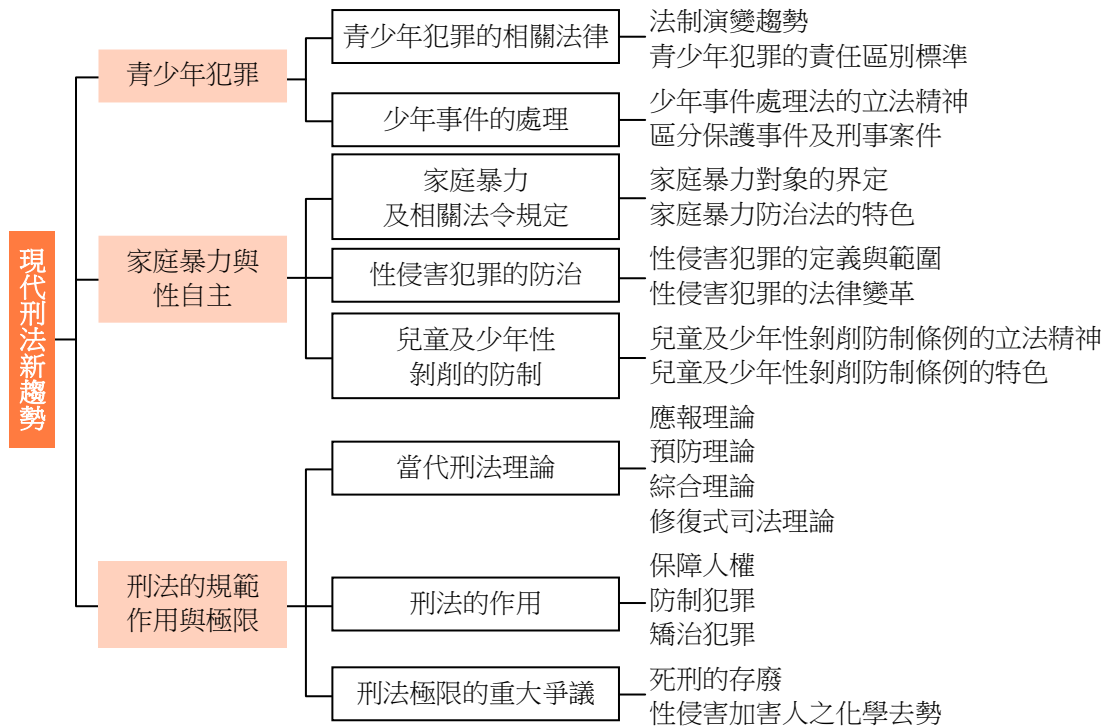 現代刑法新趨勢
青少年犯罪
青少年犯罪的相關法律
法制演變趨勢
青少年犯罪的責任區別標準
少年事件的處理
少年事件處理法的立法精神
區分保護事件及刑事案件
家庭暴力與
性自主
家庭暴力
及相關法令規定
家庭暴力對象的界定
家庭暴力防治法的特色
性侵害犯罪的防治
性侵害犯罪的定義與範圍
性侵害犯罪的法律變革
兒童及少年性
剝削的防制
兒童及少年性剝削防制條例的立法精神
兒童及少年性剝削防制條例的特色
刑法的規範
作用與極限
當代刑法理論
應報理論
預防理論
綜合理論
修復式司法理論
刑法的作用
保障人權
防制犯罪
矯治犯罪
刑法極限的重大爭議
死刑的存廢
性侵害加害人之化學去勢